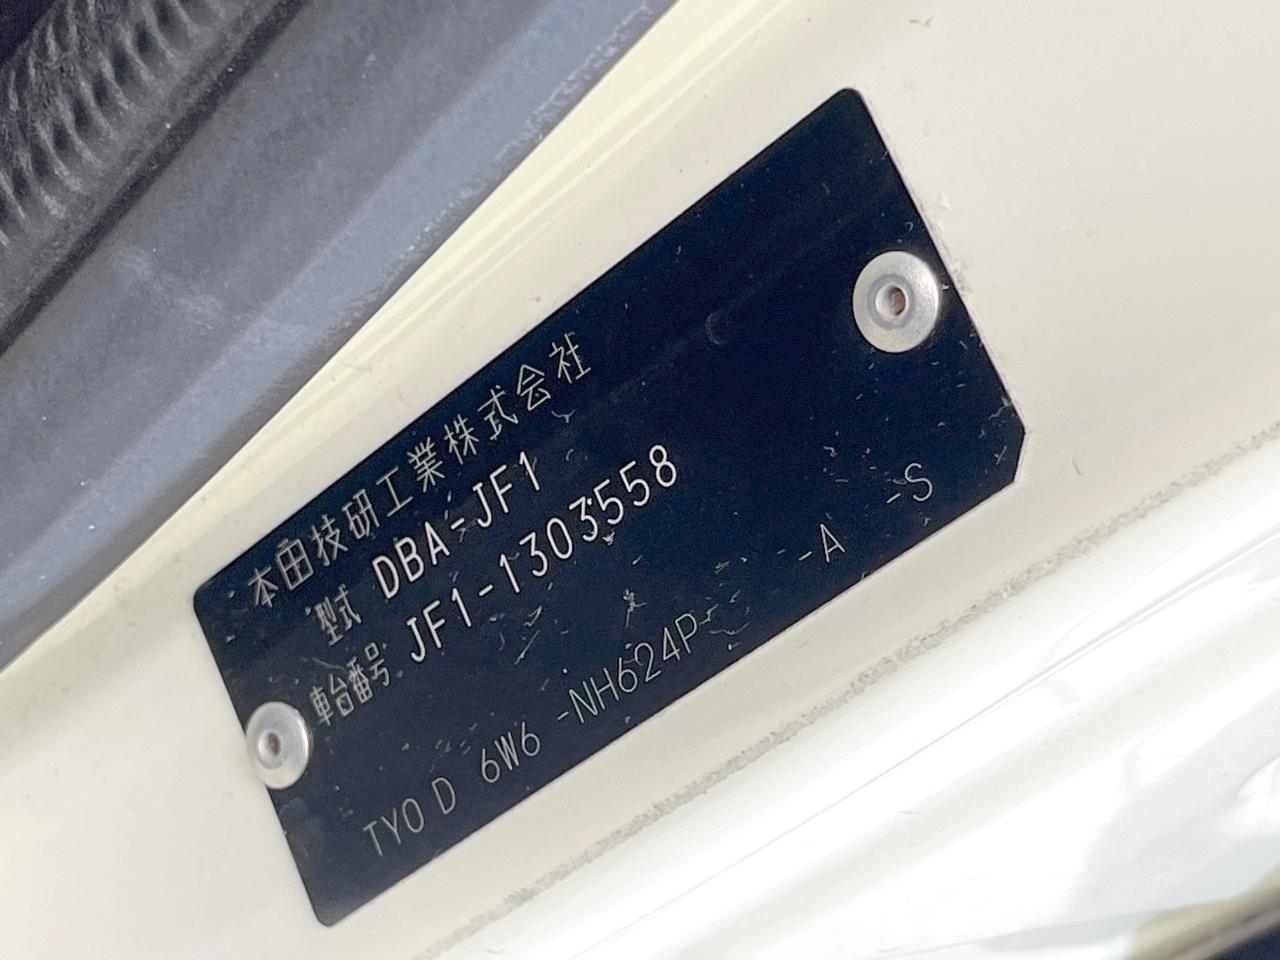 本田技研工業株式会社
型式 DBA-JF1
車台番号 JF1-1303558
TYO D 6W6 -NH624P- -A -S